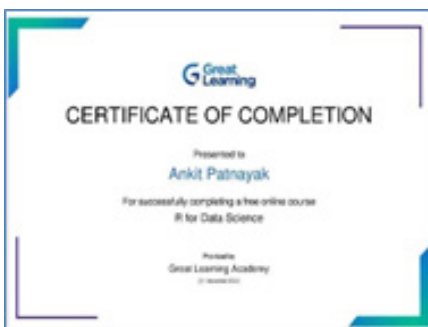 Great
Learning
CERTIFICATE OF COMPLETION
Presented to
Ankit Patnayak
For successfully completing a free online course
R for Data Science
Provided by
Great Learning Academy